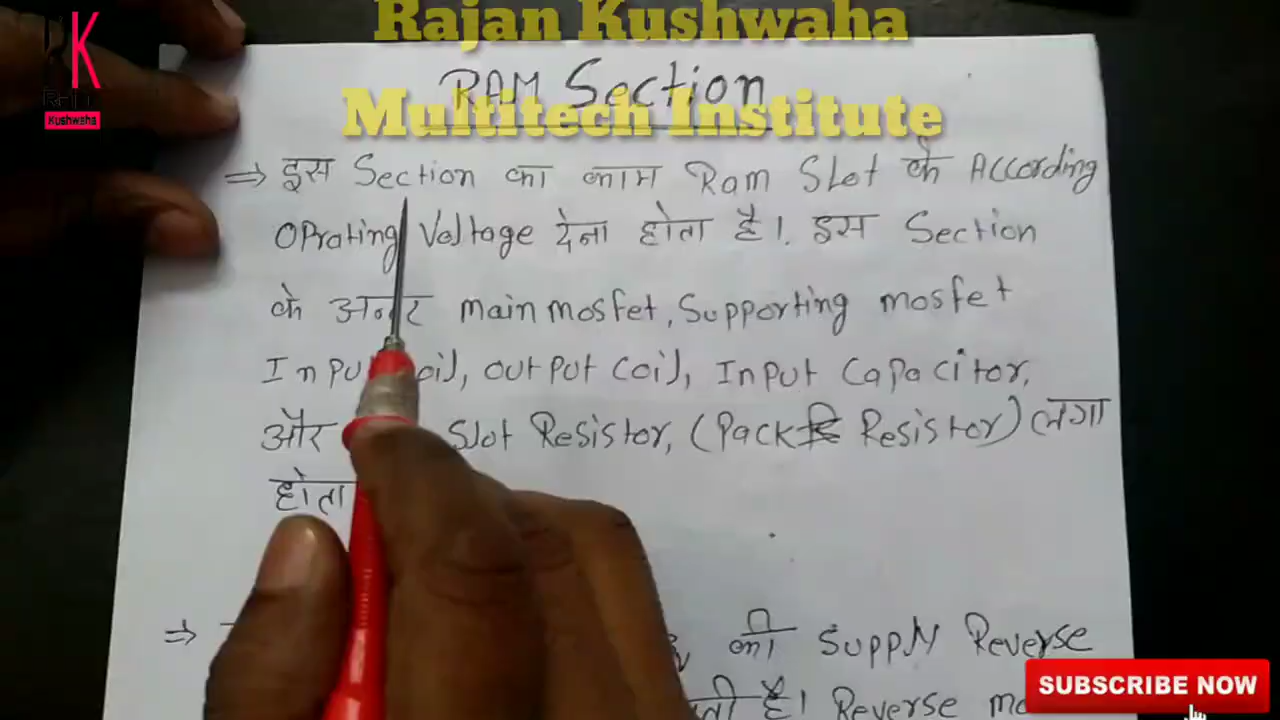 Rajan Kushwaha
RAM Section
Multitech Institute
K
Kushwaha
⇒ इस Section का काम Ram Slot के According
OPrating Voltage देना होता है। इस Section
के अन्दर main mosfet, Supporting mosfet
Input Coil, OUTPUT Coil, INPUT Capacitor,
और Slot Resistor, (Pack Resistor) लगा
होता
⇒ की Supply Reverse
है। Reverse
SUBSCRIBE NOW